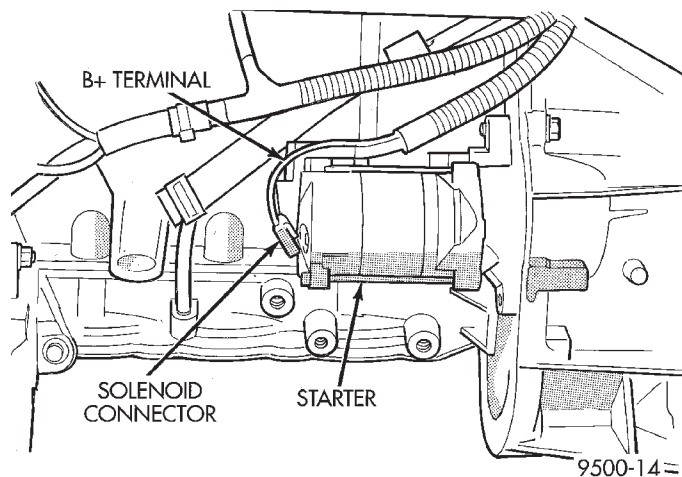 B+ TERMINAL
SOLENOID
CONNECTOR
STARTER
9500-14